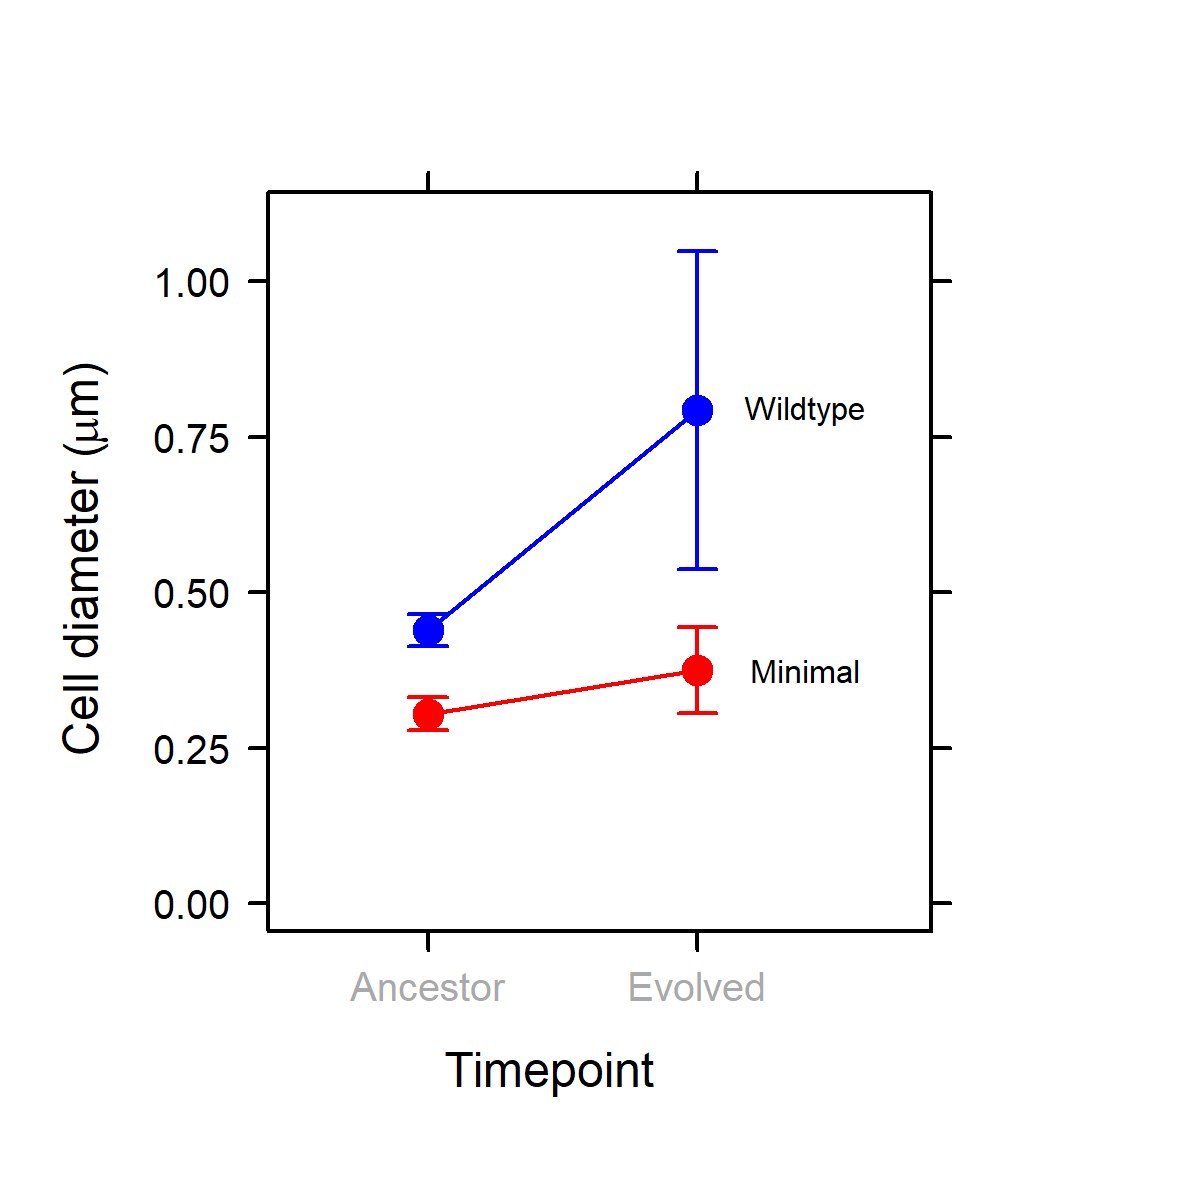 1.00
0.75
0.50
0.25
0.00
Cell diameter (μm)
Wildtype
Minimal
Ancestor Evolved
Timepoint